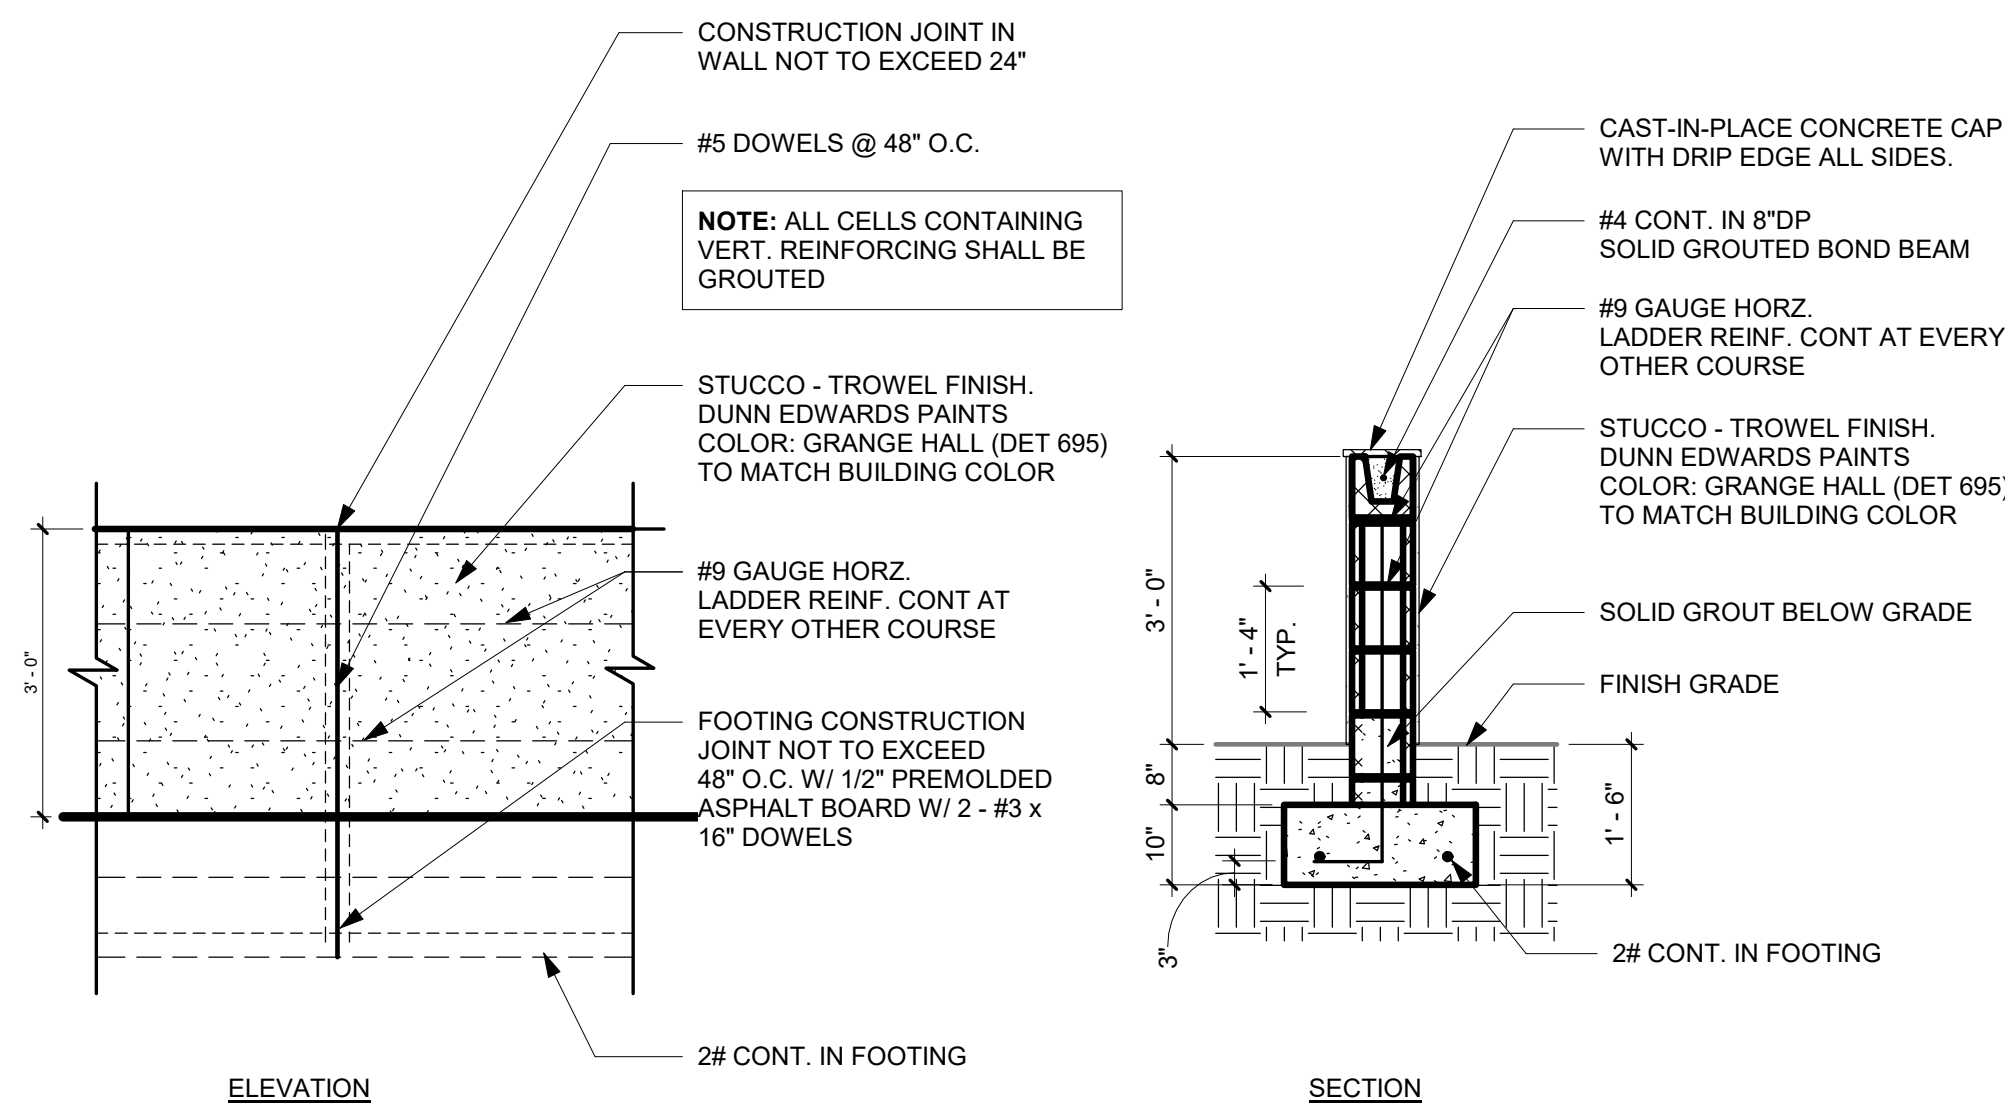 CONSTRUCTION JOINT IN
WALL NOT TO EXCEED 24"
#5 DOWELS @ 48" O.C.
NOTE: ALL CELLS CONTAINING
VERT. REINFORCING SHALL BE
GROUTED
STUCCO - TROWEL FINISH.
DUNN EDWARDS PAINTS
COLOR: GRANGE HALL (DET 695)
TO MATCH BUILDING COLOR
#9 GAUGE HORZ.
LADDER REINF. CONT AT
EVERY OTHER COURSE
FOOTING CONSTRUCTION
JOINT NOT TO EXCEED
48" O.C. W/ 1/2" PREMOLDED
ASPHALT BOARD W/ 2 - #3 x
16" DOWELS
2# CONT. IN FOOTING
3' - 0"
ELEVATION
CAST-IN-PLACE CONCRETE CAP
WITH DRIP EDGE ALL SIDES.
#4 CONT. IN 8"DP
SOLID GROUTED BOND BEAM
#9 GAUGE HORZ.
LADDER REINF. CONT AT EVERY
OTHER COURSE
STUCCO - TROWEL FINISH.
DUNN EDWARDS PAINTS
COLOR: GRANGE HALL (DET 695)
TO MATCH BUILDING COLOR
SOLID GROUT BELOW GRADE
FINISH GRADE
2# CONT. IN FOOTING
3' - 0"
1' - 4"
TYP.
8"
10"
3"
1' - 6"
SECTION